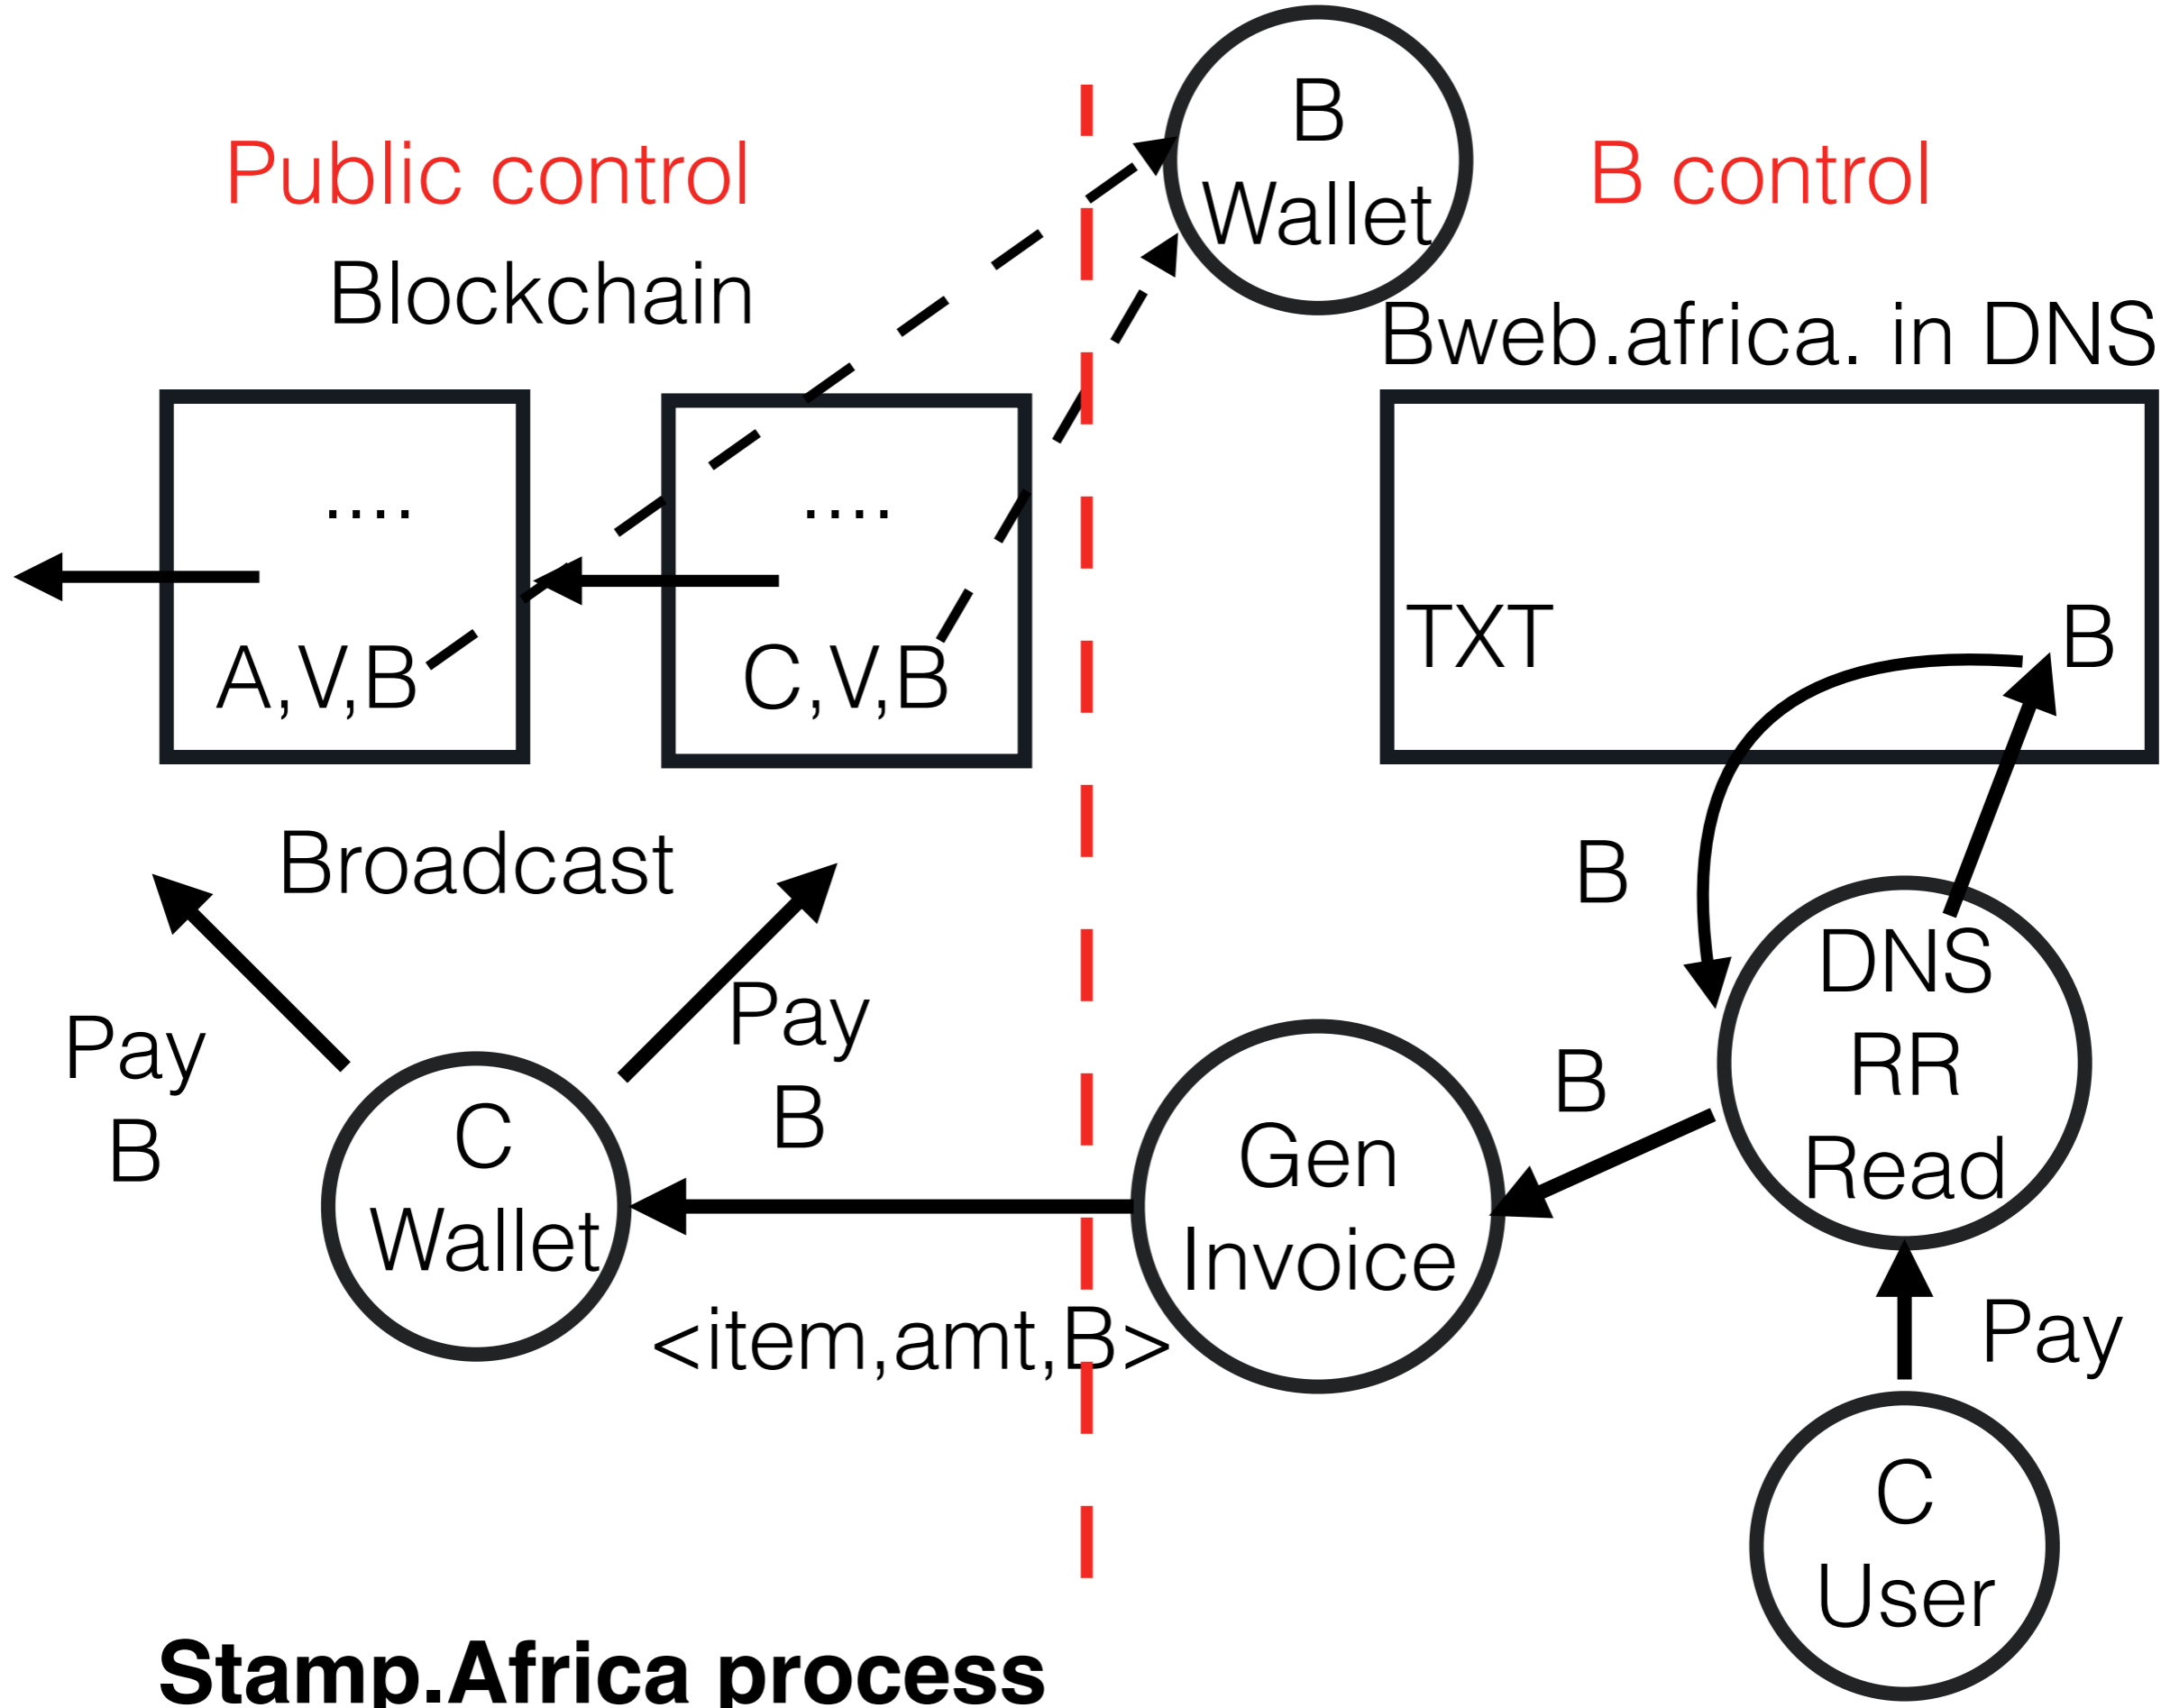 B
Wallet
Public control
B control
Blockchain
Bweb.africa. in DNS
....
....
TXT
B
A,V,B
C,V,B
Broadcast
B
Pay
B
Pay
B
DNS
RR
Read
B
C
Wallet
Gen
Invoice
<item,amt,B>
Pay
C
User
Stamp.Africa process